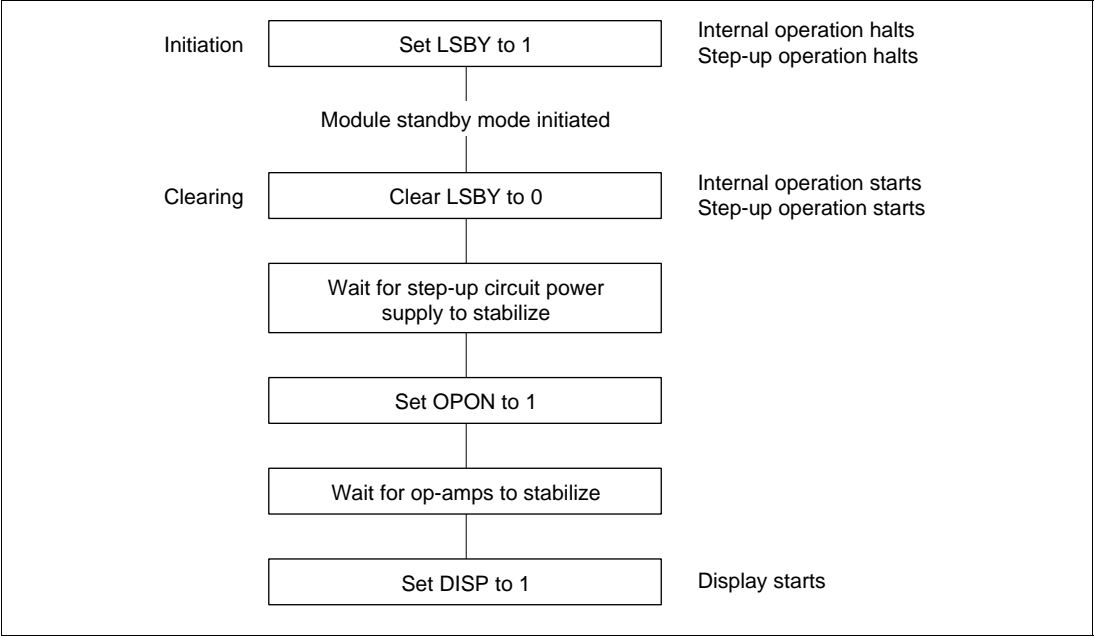 Initiation
Set LSBY to 1
Internal operation halts
Step-up operation halts
Module standby mode initiated
Clearing
Clear LSBY to 0
Internal operation starts
Step-up operation starts
Wait for step-up circuit power
supply to stabilize
Set OPON to 1
Wait for op-amps to stabilize
Set DISP to 1
Display starts